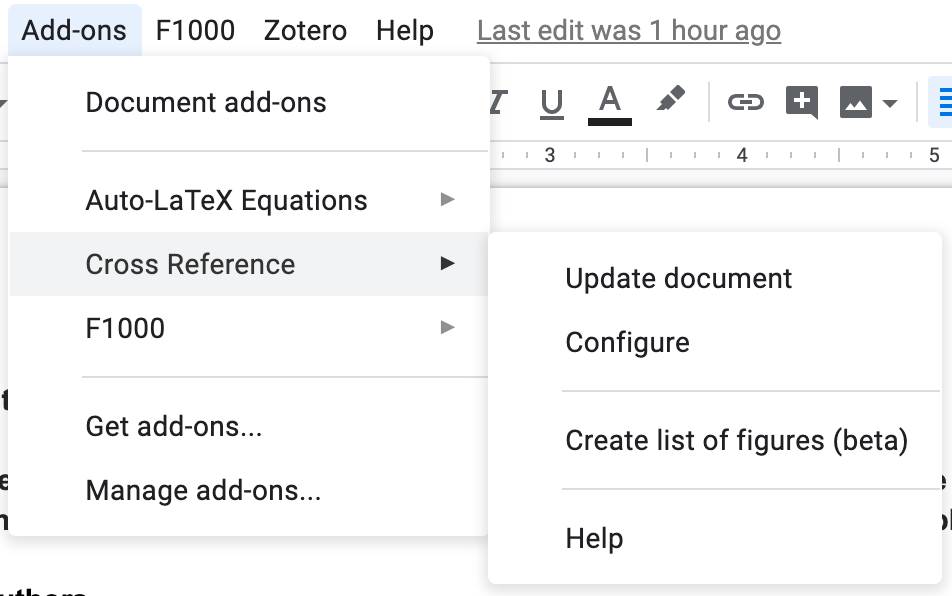 Add-ons F1000 Zotero Help Last edit was 1 hour ago
Document add-ons
3 4 5
Auto-LaTeX Equations
Cross Reference
F1000
Get add-ons...
Manage add-ons...
Update document
Configure
Create list of figures (beta)
Help